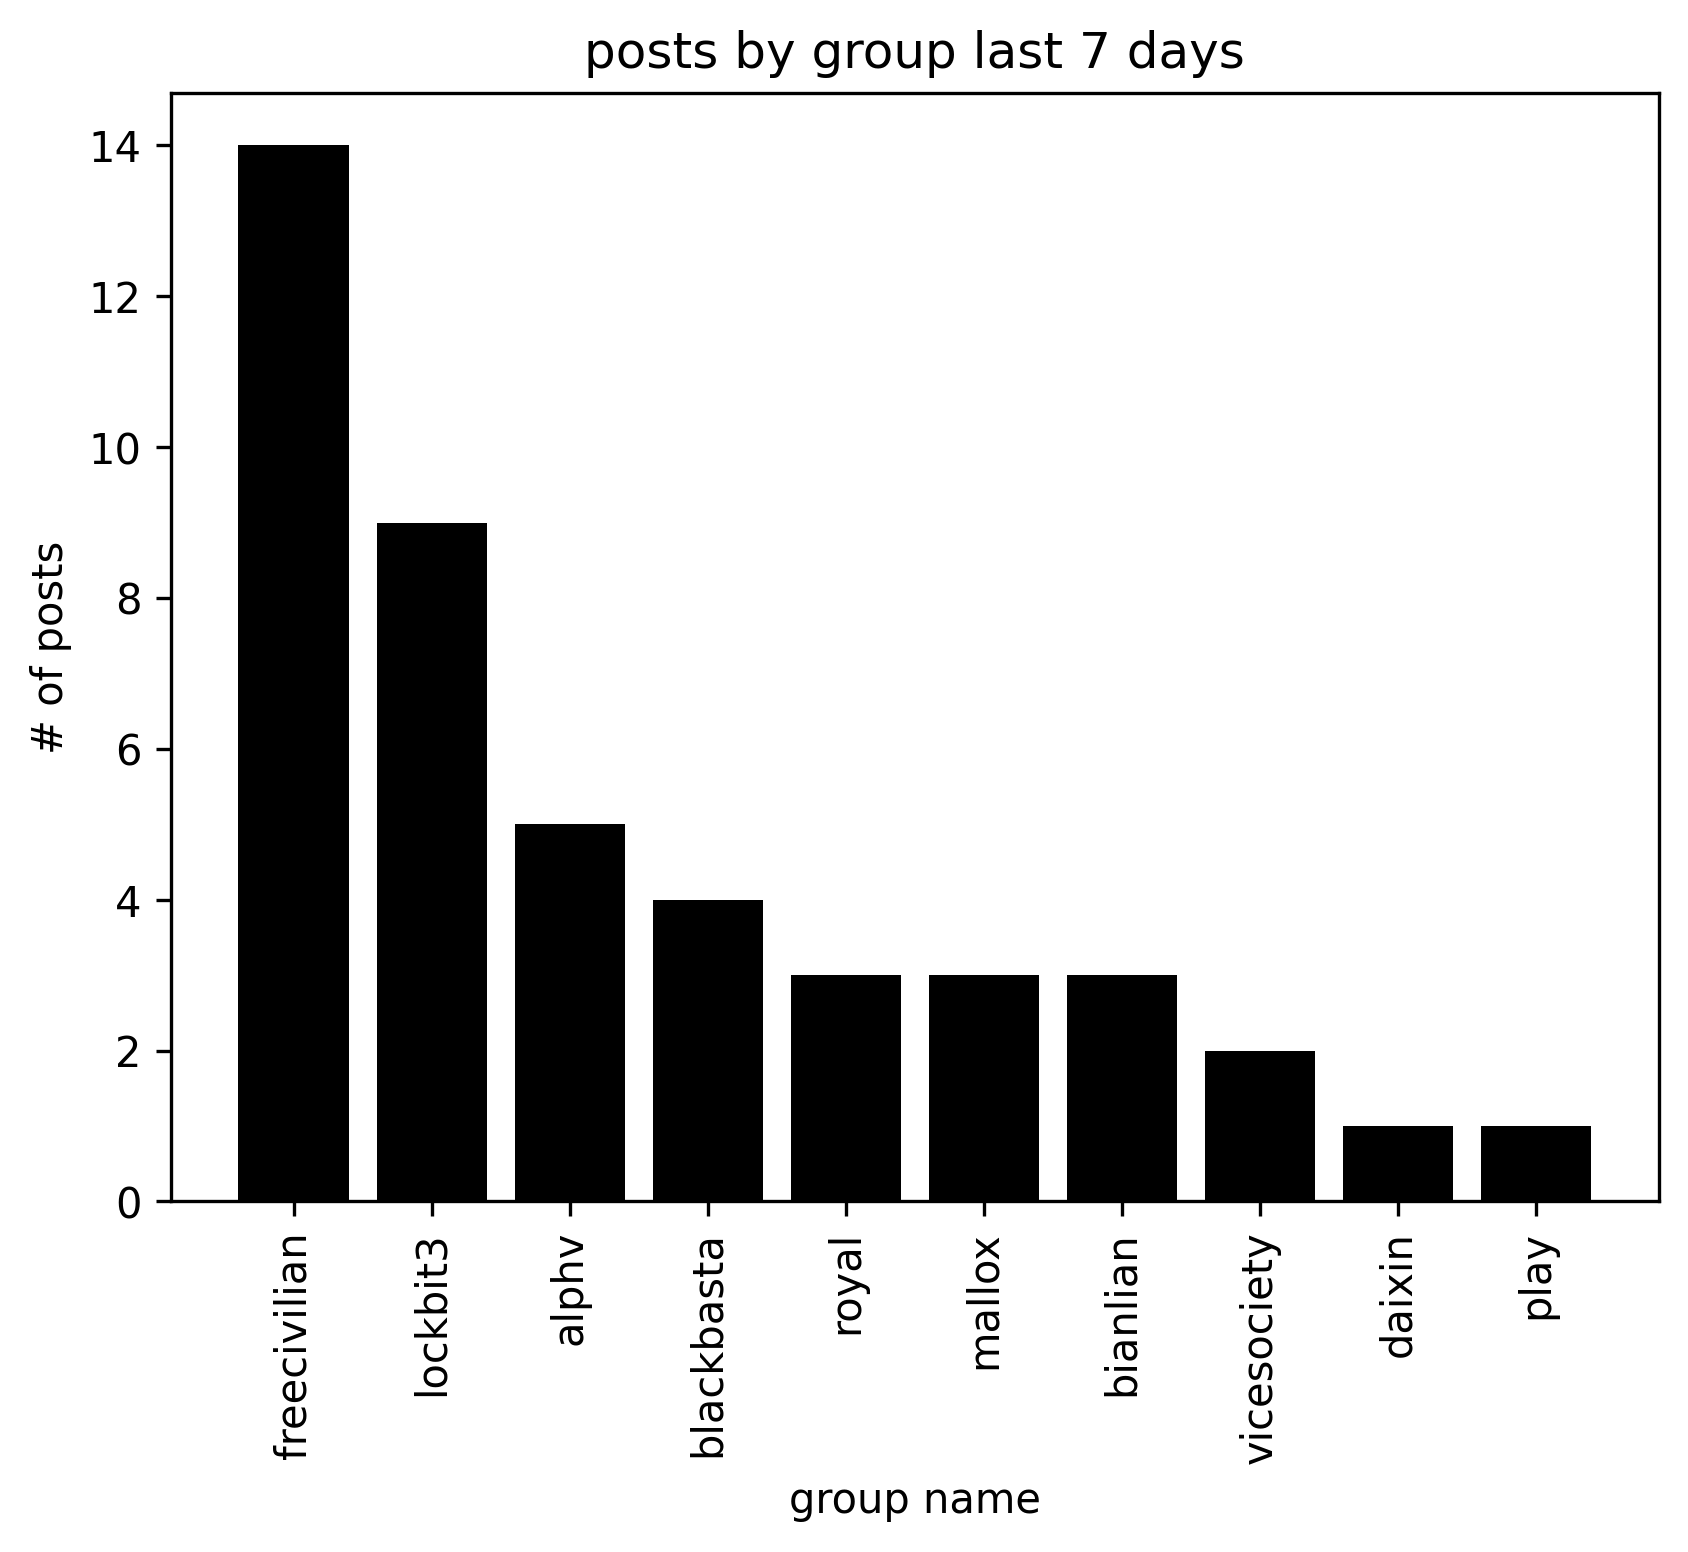 posts by group last 7 days
14
12
10
8
6
4
2
0
# of posts
freecivilian
lockbit3
alphv
blackbasta
royal
mallox
bianlian
vicesociety
daixin
play
group name